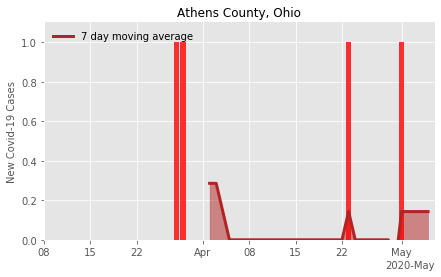 Athens County, Ohio
7 day moving average
New Covid-19 Cases
1.0
0.8
0.6
0.4
0.2
0.0
08 15 22 Apr 08 15 22 May
2020-May